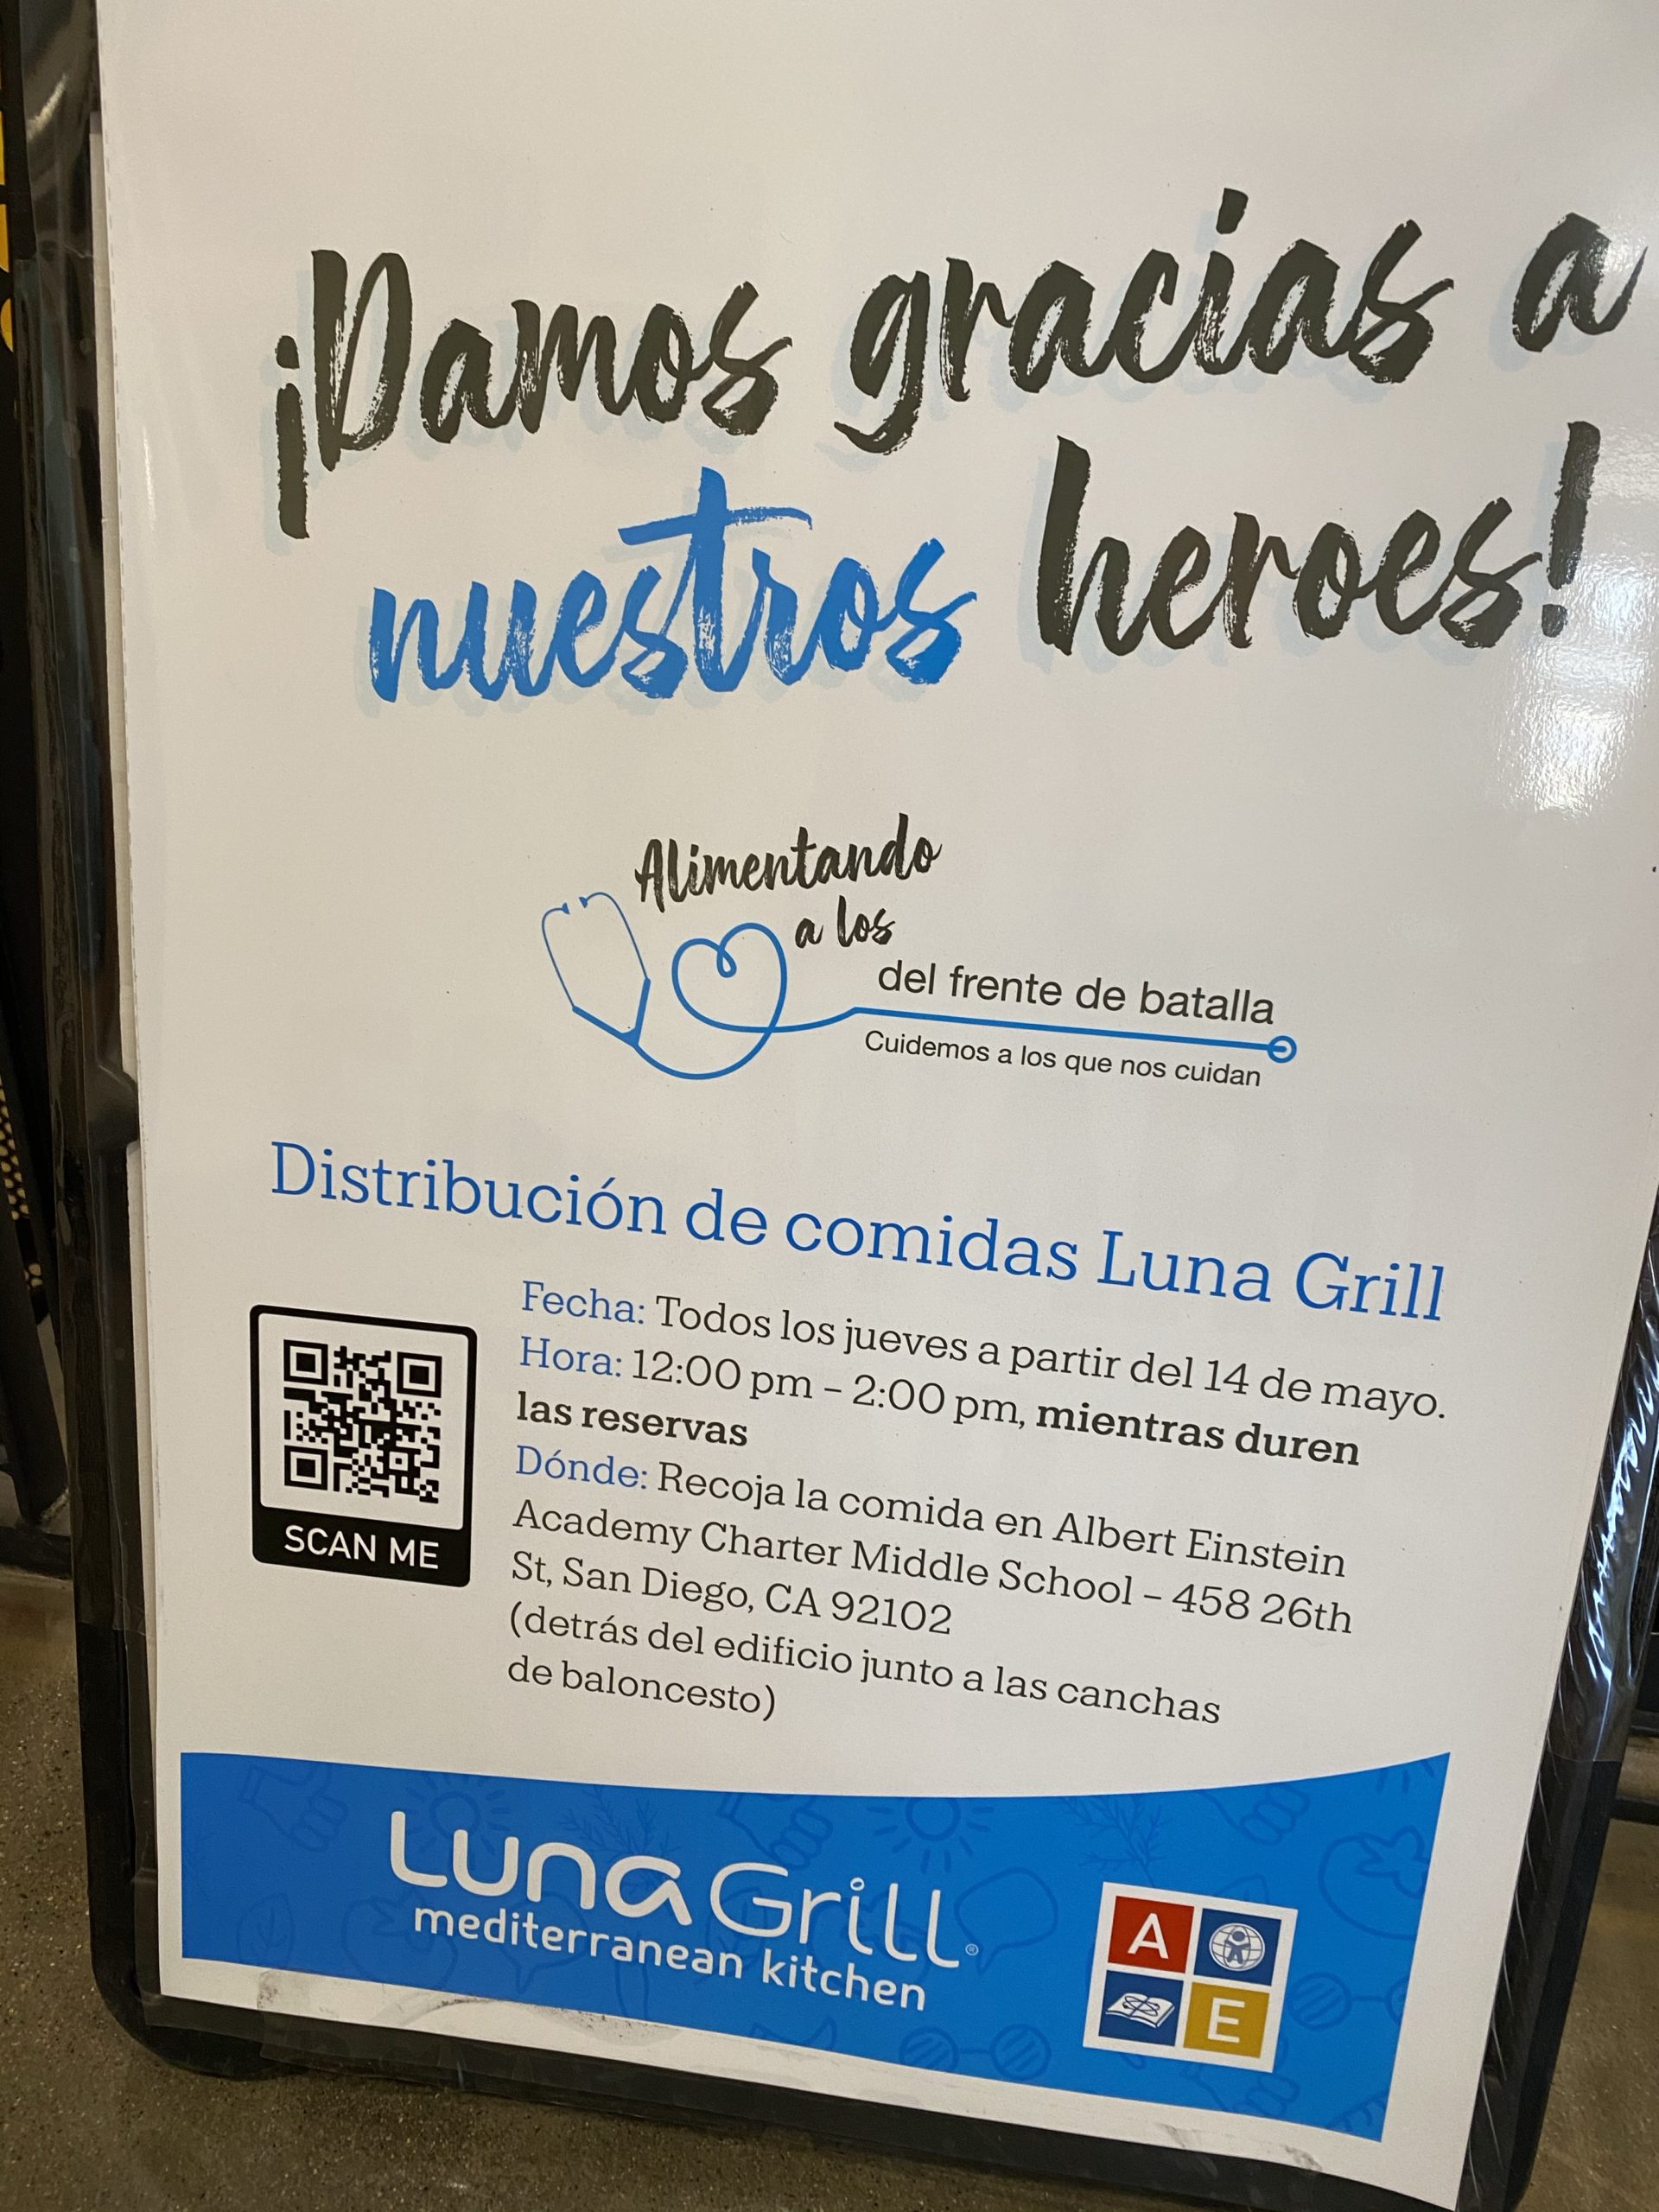 ¡Damos gracias a
nuestros heroes!
Alimentando
a los
del frente de batalla
Cuidemos a los que nos cuidan
Distribución de comidas Luna Grill
Fecha: Todos los jueves a partir del 14 de mayo.
Hora: 12:00 pm – 2:00 pm, mientras duren
las reservas
Dónde: Recoja la comida en Albert Einstein
Academy Charter Middle School – 458 26th
St, San Diego, CA 92102
(detrás del edificio junto a las canchas
de baloncesto)
SCAN ME
Luna Grill®
mediterranean kitchen
A
E